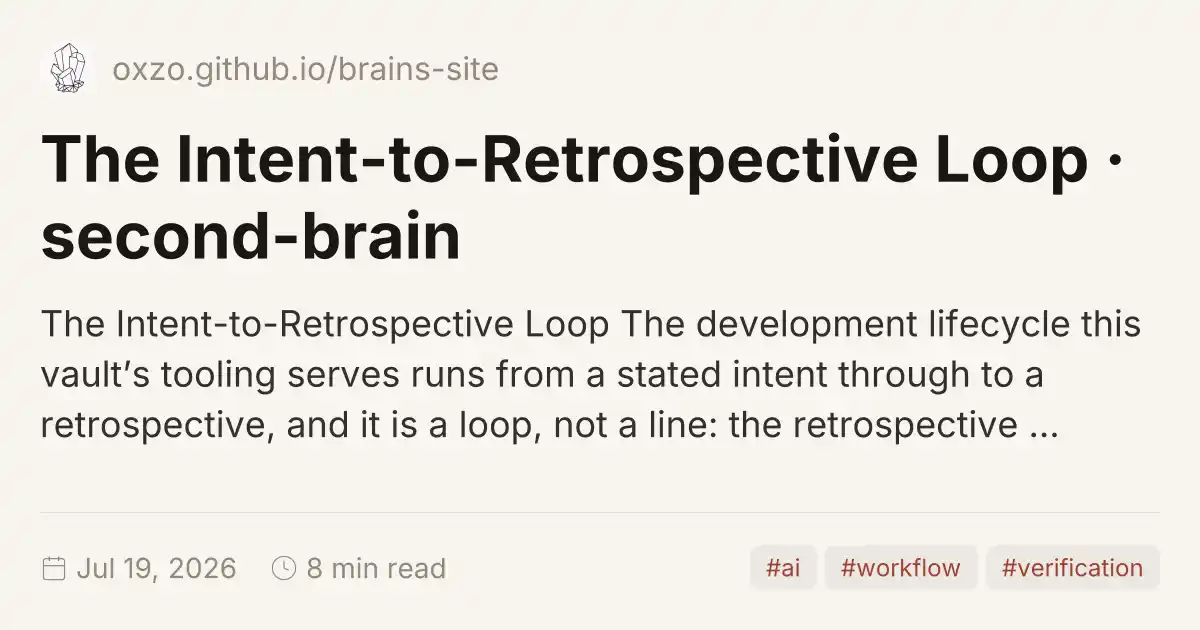 oxzo.github.io/brains-site
The Intent-to-Retrospective Loop ·
second-brain
The Intent-to-Retrospective Loop The development lifecycle this
vault’s tooling serves runs from a stated intent through to a
retrospective, and it is a loop, not a line: the retrospective ...
Jul 19, 2026 8 min read #ai #workflow #verification